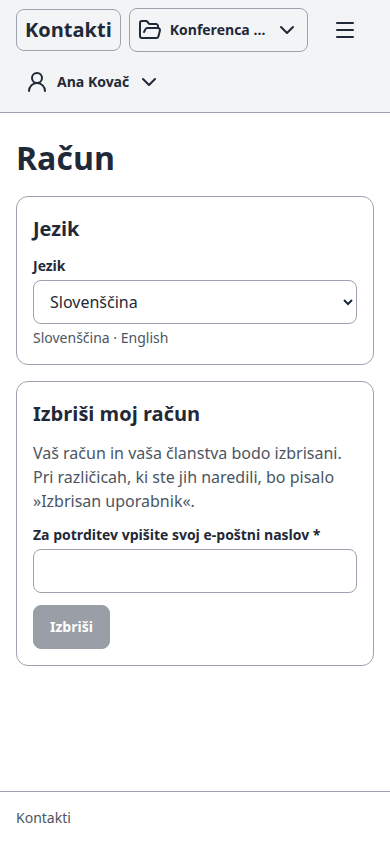 Kontakti
Konferenca ...
Ana Kovač
Račun
Jezik
Jezik
Slovenščina
Slovenščina · English
Izbriši moj račun
Vaš račun in vaša članstva bodo izbrisani.
Pri različicah, ki ste jih naredili, bo pisalo
»Izbrisan uporabnik«.
Za potrditev vpišite svoj e-poštni naslov *
Izbriši
Kontakti